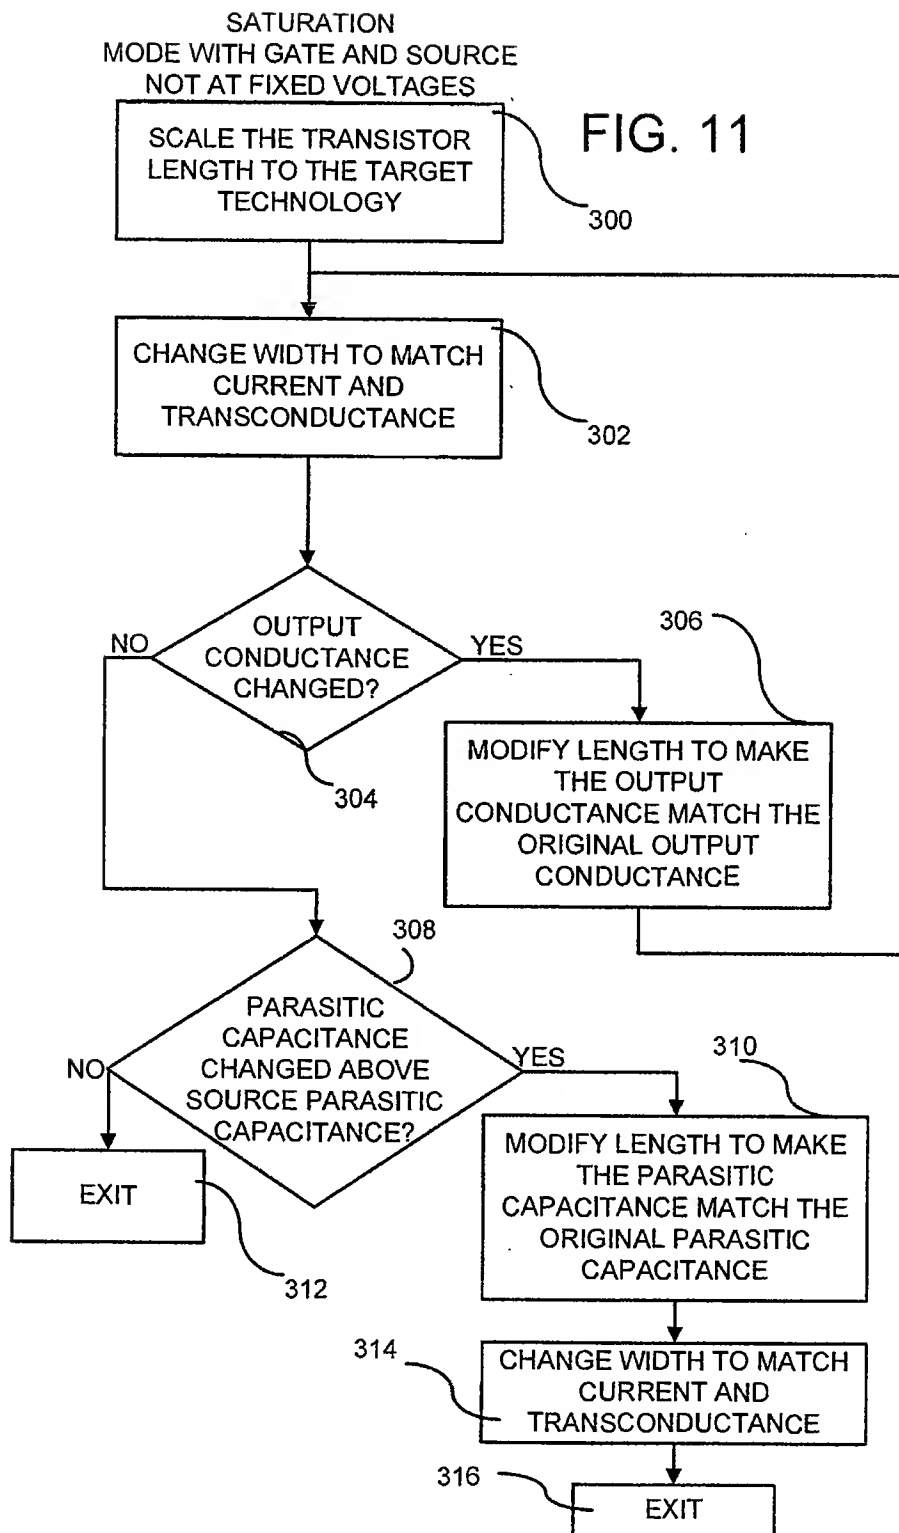 SATURATION
MODE WITH GATE AND SOURCE
NOT AT FIXED VOLTAGES
FIG. 11
SCALE THE TRANSISTOR
LENGTH TO THE TARGET
TECHNOLOGY
300
CHANGE WIDTH TO MATCH
CURRENT AND
TRANSCONDUCTANCE
302
OUTPUT
CONDUCTANCE
CHANGED?
NO
YES
304
306
MODIFY LENGTH TO MAKE
THE OUTPUT
CONDUCTANCE MATCH THE
ORIGINAL OUTPUT
CONDUCTANCE
308
PARASITIC
CAPACITANCE
CHANGED ABOVE
SOURCE PARASITIC
CAPACITANCE?
NO
YES
EXIT
312
310
MODIFY LENGTH TO MAKE
THE PARASITIC
CAPACITANCE MATCH THE
ORIGINAL PARASITIC
CAPACITANCE
314
CHANGE WIDTH TO MATCH
CURRENT AND
TRANSCONDUCTANCE
316
EXIT